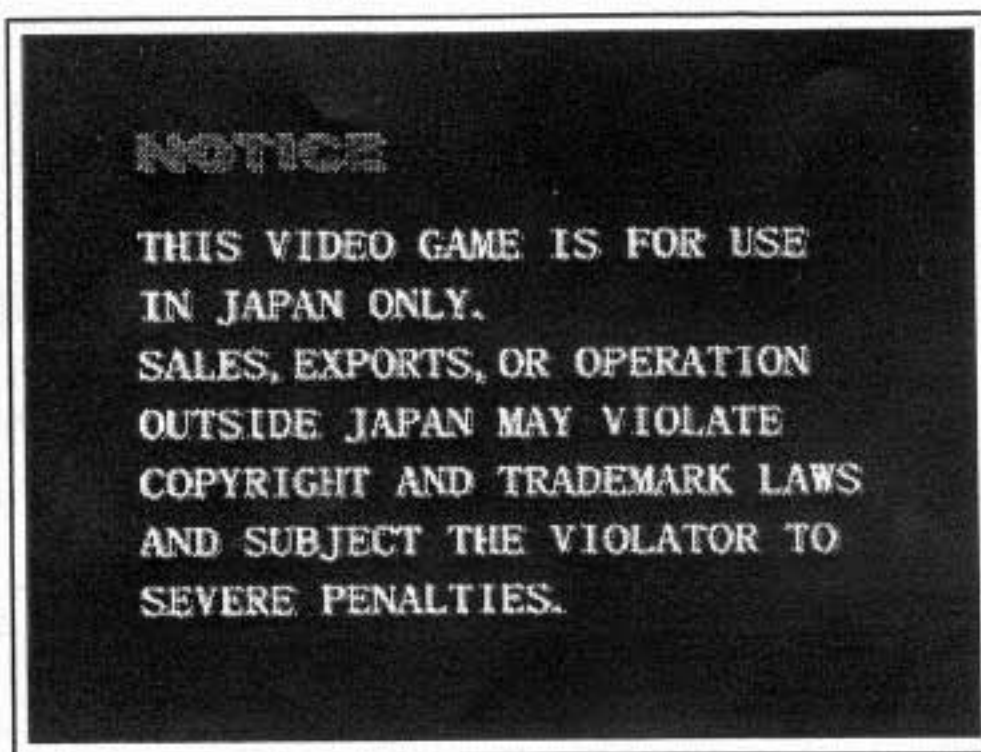 NOTICE
THIS VIDEO GAME IS FOR USE
IN JAPAN ONLY.
SALES, EXPORTS, OR OPERATION
OUTSIDE JAPAN MAY VIOLATE
COPYRIGHT AND TRADEMARK LAWS
AND SUBJECT THE VIOLATOR TO
SEVERE PENALTIES.